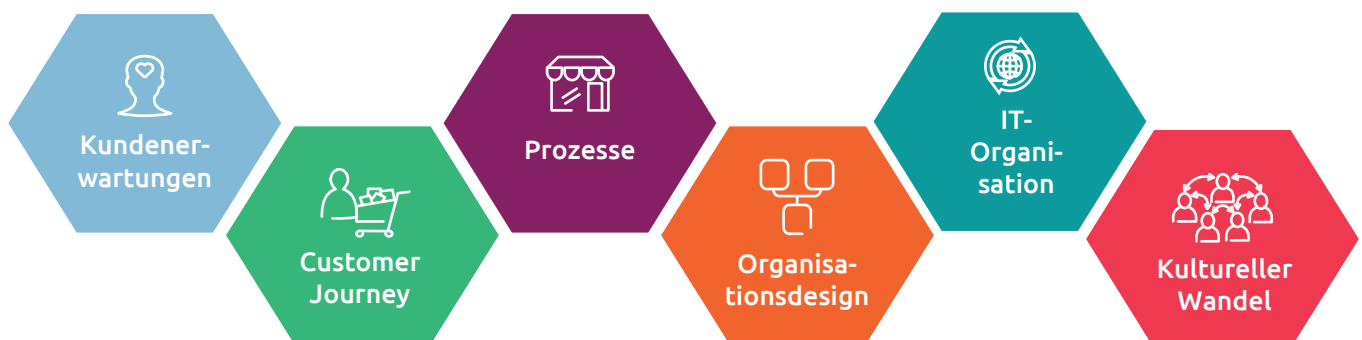 Kundener-
wartungen
Customer
Journey
Prozesse
Organisa-
tionsdesign
IT-
Organi-
sation
Kultureller
Wandel